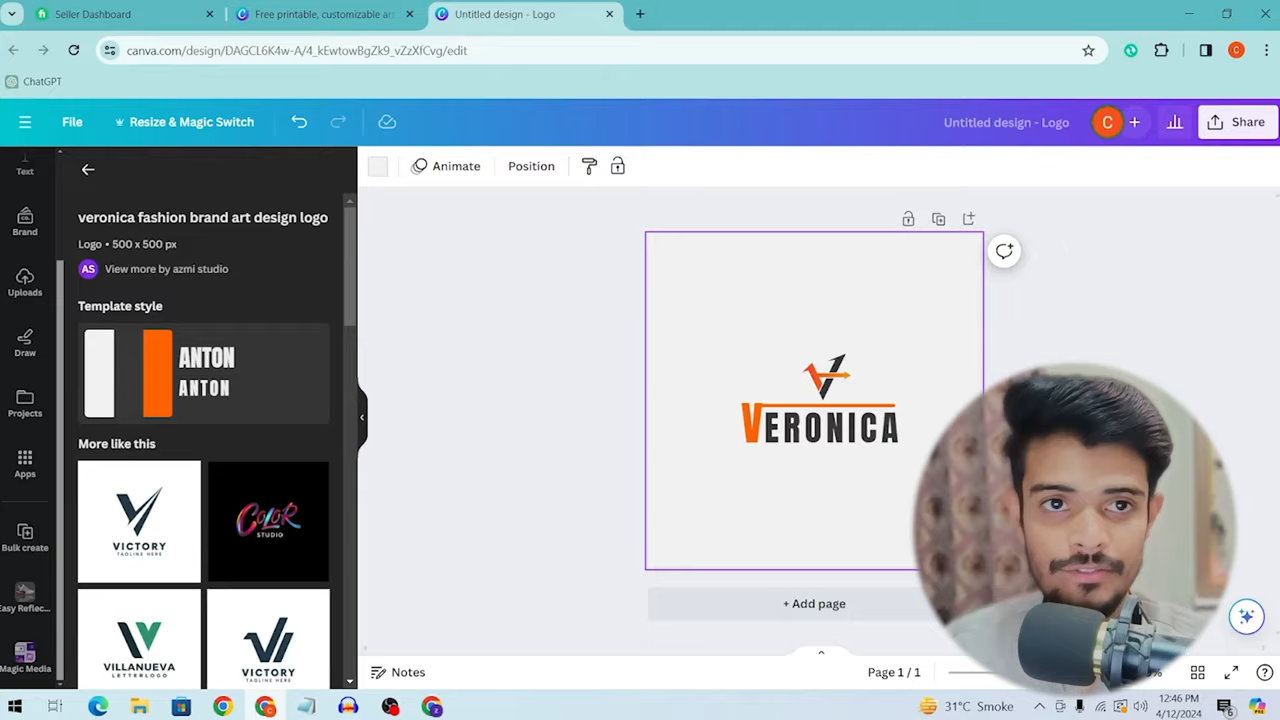 Seller Dashboard
Free printable, customizable
Untitled design - Logo
canva.com/design/DAGCL6K4w-A/4_kEwtowBgZk9_vZzXfCvg/edit
C
ChatGPT
File
Resize & Magic Switch
Untitled design - Logo
C
Share
Text
Animate
Position
Brand
Uploads
Draw
Projects
Apps
Bulk create
Easy Reflec...
Magic Media
veronica fashion brand art design logo
Logo • 500 x 500 px
AS
View more by azmi studio
Template style
ANTON
ANTON
More like this
VICTORY
TAGLINE HERE
COLOR
STUDIO
VILLANUEVA
LETTERLOGO
VICTORY
VERONICA
+ Add page
Notes
Page 1 / 1
31°C Smoke
12:46 PM
4/12/2024